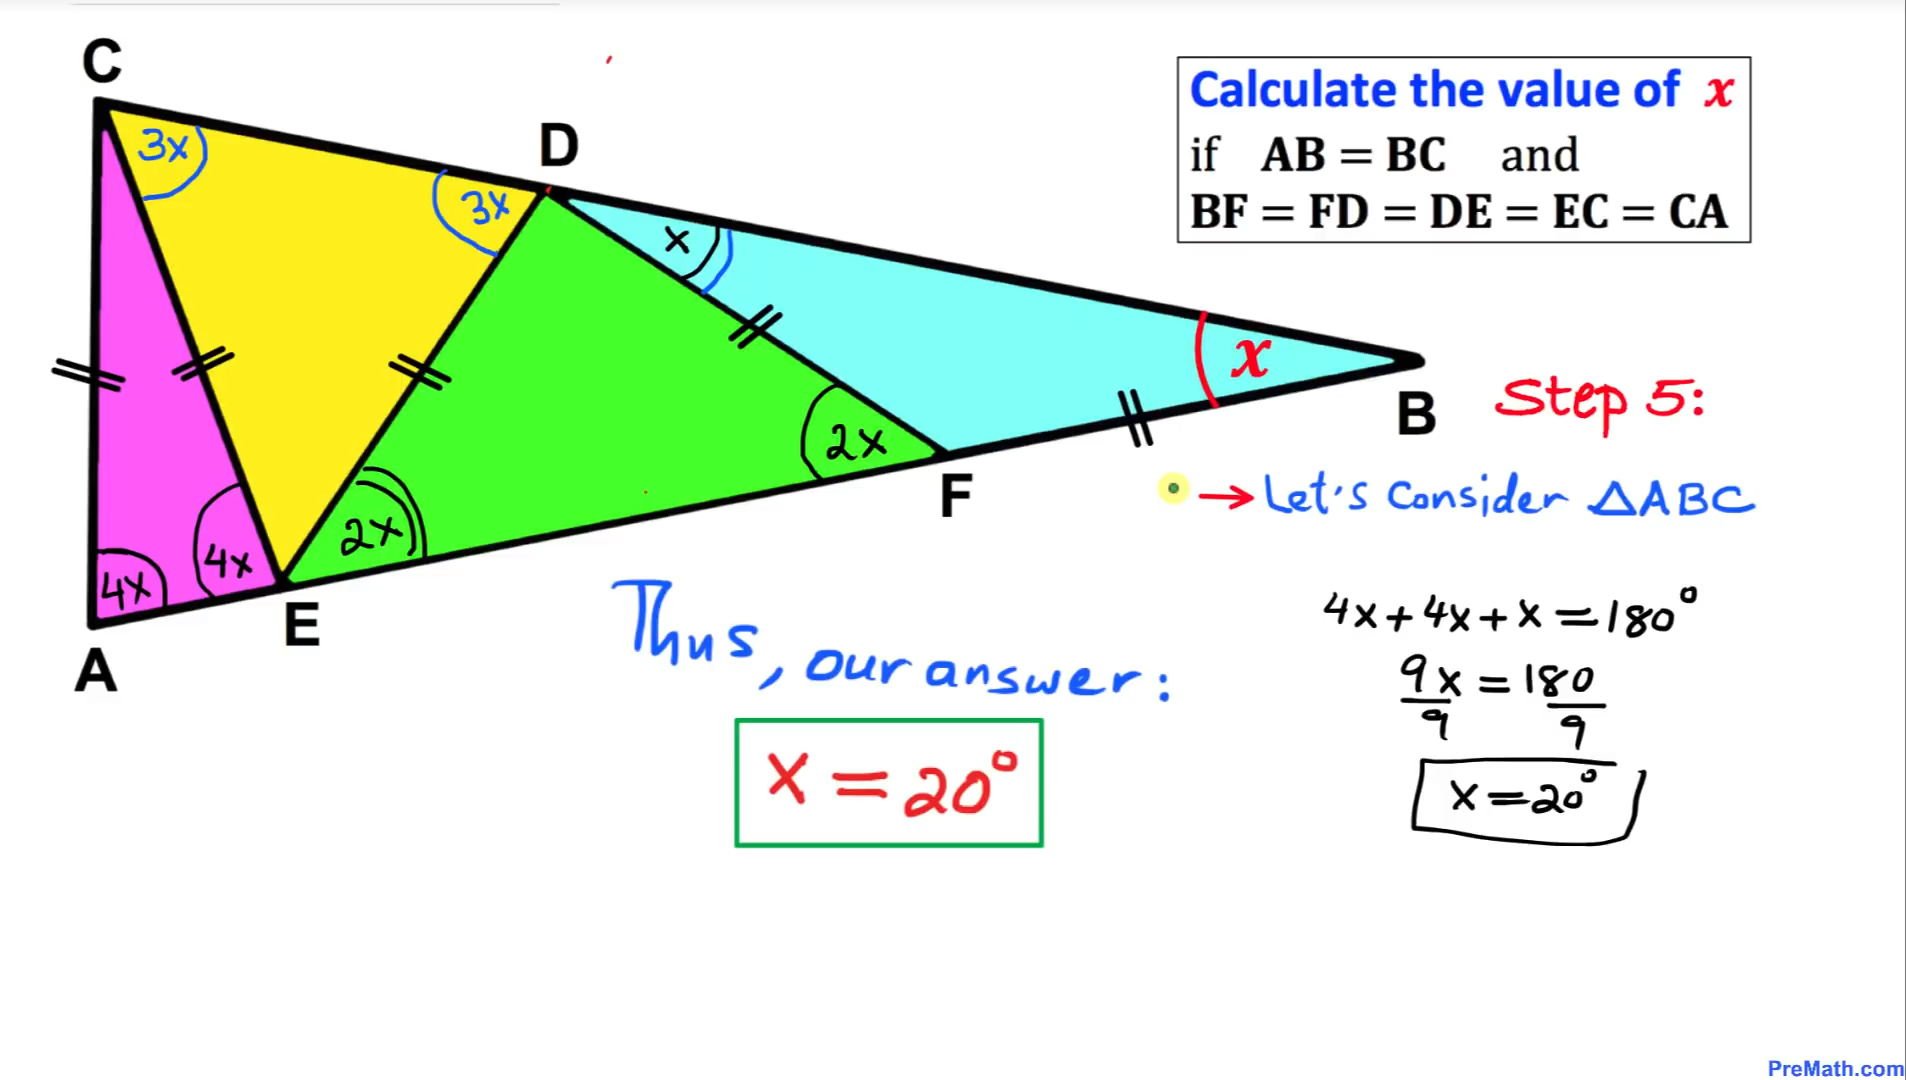 C
3x
D
3x
x
Calculate the value of x
if AB = BC and
BF = FD = DE = EC = CA
x
B
2x
F
2x
4x
4x
E
A
Step 5:
→ Let's Consider △ABC
4x+4x+x=180°
9x = 180
9 9
x=20°
Thus, our answer:
x=20°
PreMath.com